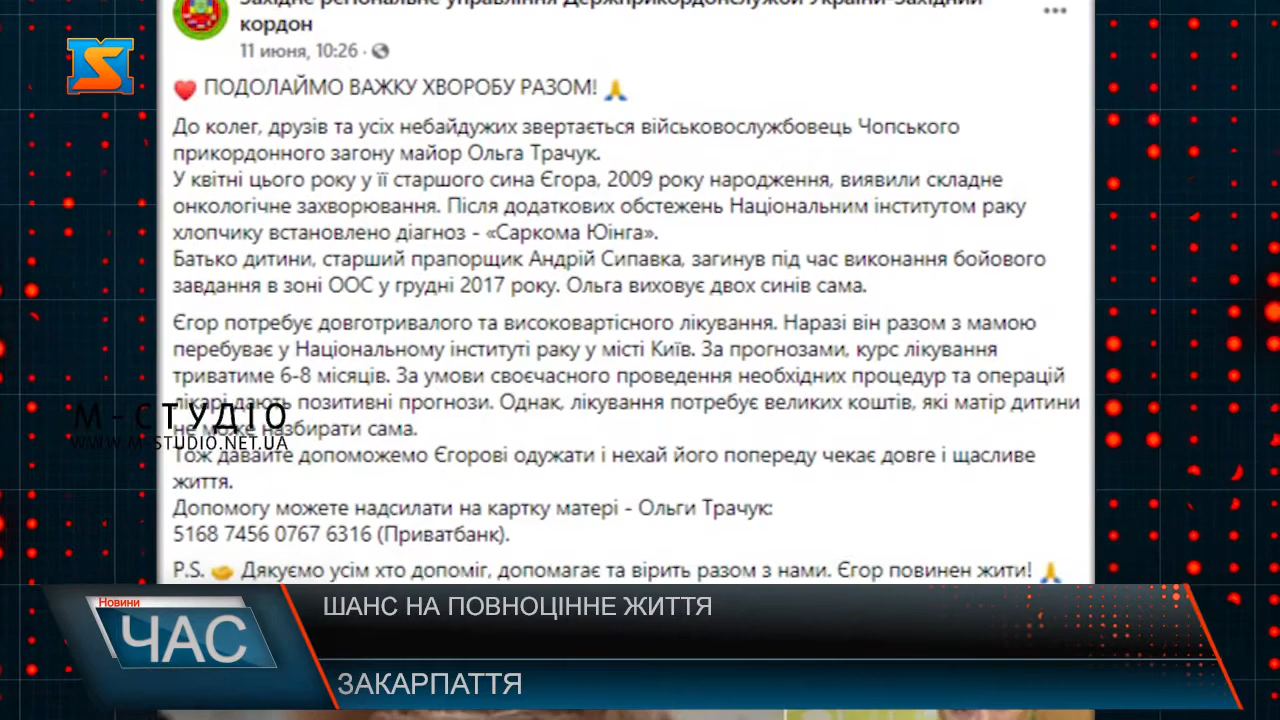 Західне регіональне управління Держприкордонслужби України-Західний
кордон
11 июня, 10:26 ·
ПОДОЛАЙМО ВАЖКУ ХВОРОБУ РАЗОМ!
До колег, друзів та усіх небайдужих звертається військовослужбовець Чопського
прикордонного загону майор Ольга Трачук.
У квітні цього року у її старшого сина Єгора, 2009 року народження, виявили складне
онкологічне захворювання. Після додаткових обстежень Національним інститутом раку
хлопчику встановлено діагноз - «Саркома Юінга».
Батько дитини, старший прапорщик Андрій Сипавка, загинув під час виконання бойового
завдання в зоні ООС у грудні 2017 року. Ольга виховує двох синів сама.
Єгор потребує довготривалого та високовартісного лікування. Наразі він разом з мамою
перебуває у Національному інституті раку у місті Київ. За прогнозами, курс лікування
триватиме 6-8 місяців. За умови своєчасного проведення необхідних процедур та операцій
лікарі дають позитивні прогнози. Однак, лікування потребує великих коштів, які матір дитини
не може назбирати сама.
Тож давайте допоможемо Єгорові одужати і нехай його попереду чекає довге і щасливе
життя.
Допомогу можете надсилати на картку матері - Ольги Трачук:
5168 7456 0767 6316 (Приватбанк).
P.S. Дякуємо усім хто допоміг, допомагає та вірить разом з нами. Єгор повинен жити!
М-СТУДІО
WWW.M-STUDIO.NET.UA
Новини
ЧАС
ШАНС НА ПОВНОЦІННЕ ЖИТТЯ
ЗАКАРПАТТЯ